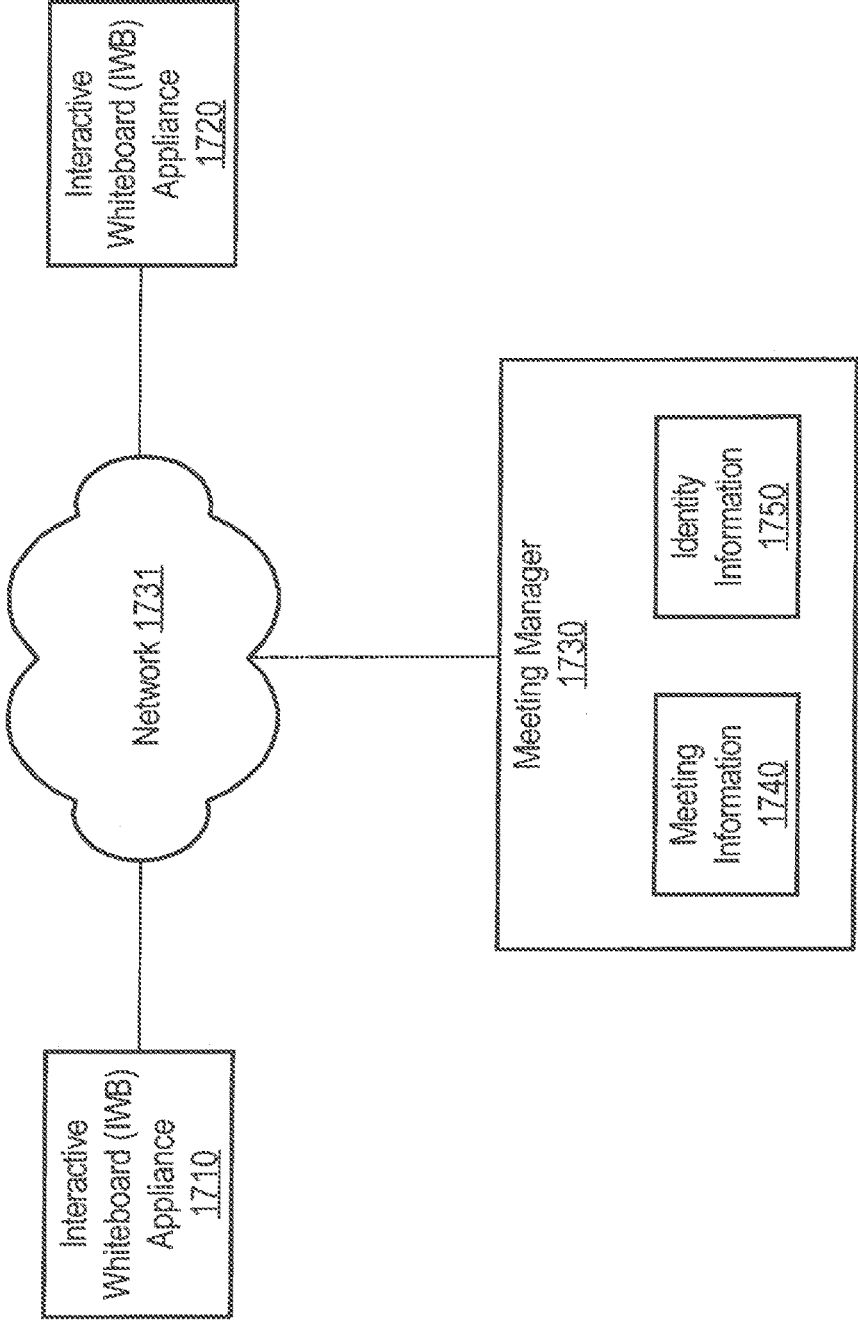 Interactive
Whiteboard (IWB)
Appliance
1710
Network 1731
Interactive
Whiteboard (IWB)
Appliance
1720
Meeting Manager
1730
Meeting
Information
1740
Identity
Information
1750